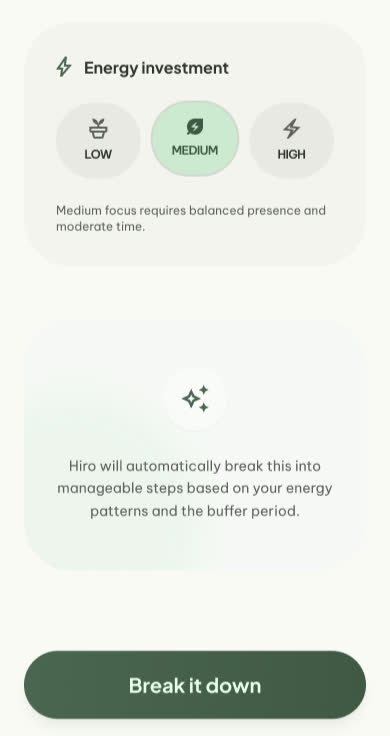 Energy investment
LOW
MEDIUM
HIGH
Medium focus requires balanced presence and
moderate time.
Hiro will automatically break this into
manageable steps based on your energy
patterns and the buffer period.
Break it down